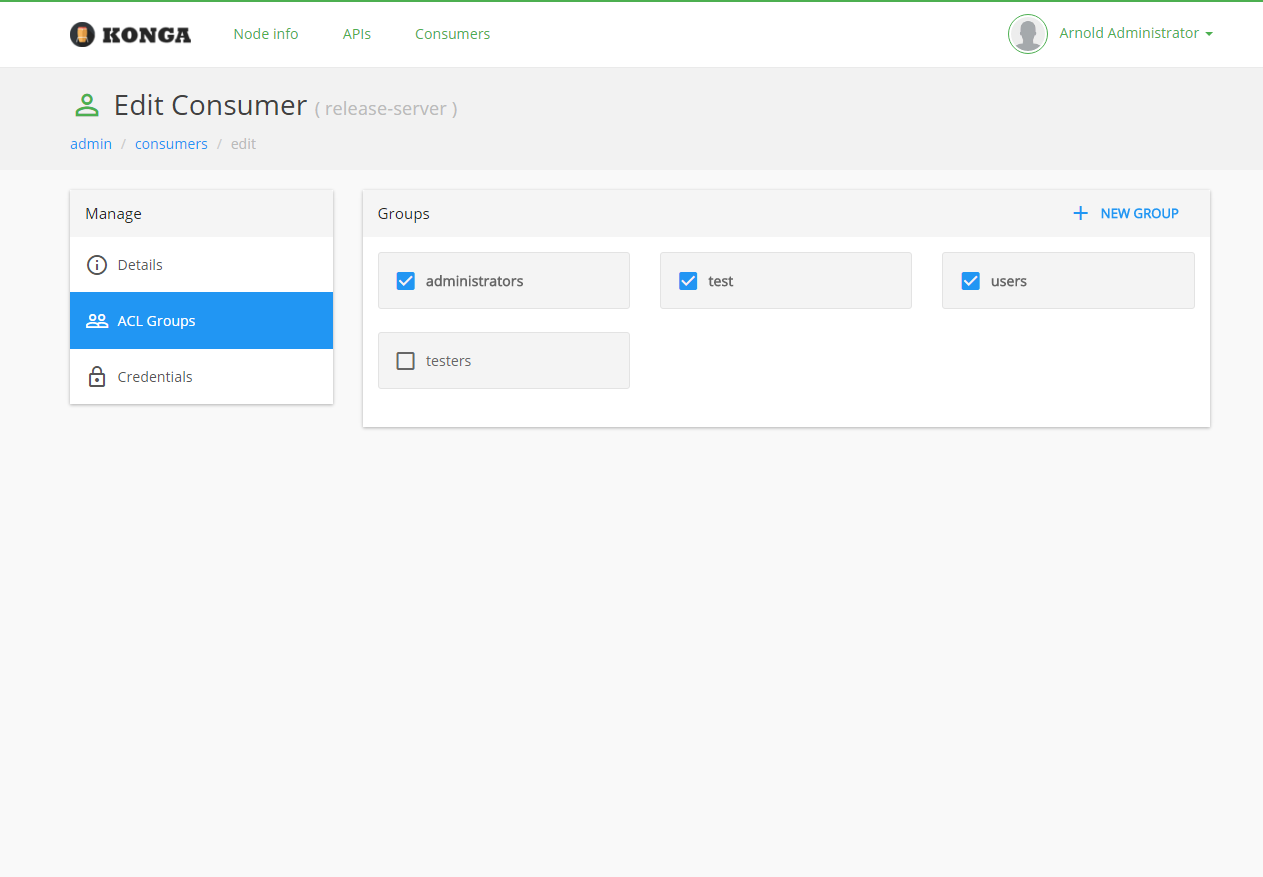 KONGA Node info APIs Consumers Arnold Administrator
Edit Consumer ( release-server )
admin / consumers / edit
Manage
Details
ACL Groups
Credentials
Groups + NEW GROUP
administrators test users
testers